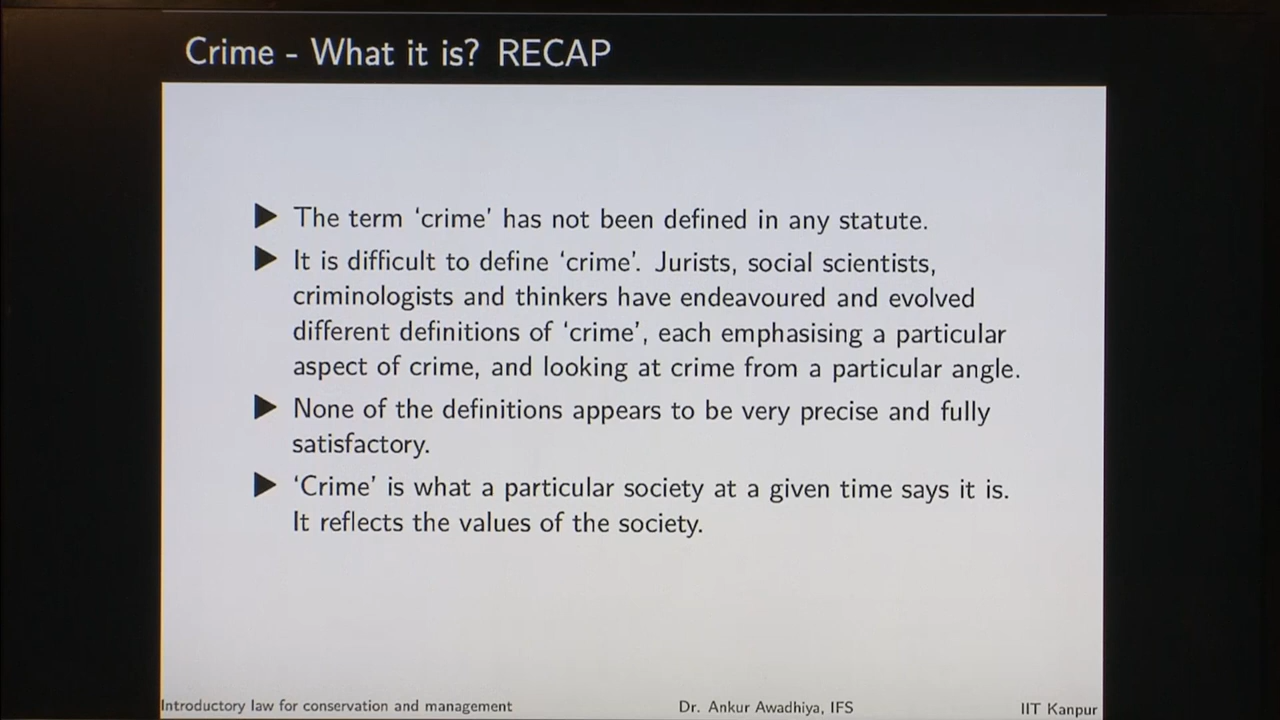 Crime - What it is? RECAP
▶ The term ‘crime’ has not been defined in any statute.
▶ It is difficult to define ‘crime’. Jurists, social scientists,
criminologists and thinkers have endeavoured and evolved
different definitions of ‘crime’, each emphasising a particular
aspect of crime, and looking at crime from a particular angle.
▶ None of the definitions appears to be very precise and fully
satisfactory.
▶ ‘Crime’ is what a particular society at a given time says it is.
It reflects the values of the society.
Introductory law for conservation and management Dr. Ankur Awadhiya, IFS IIT Kanpur